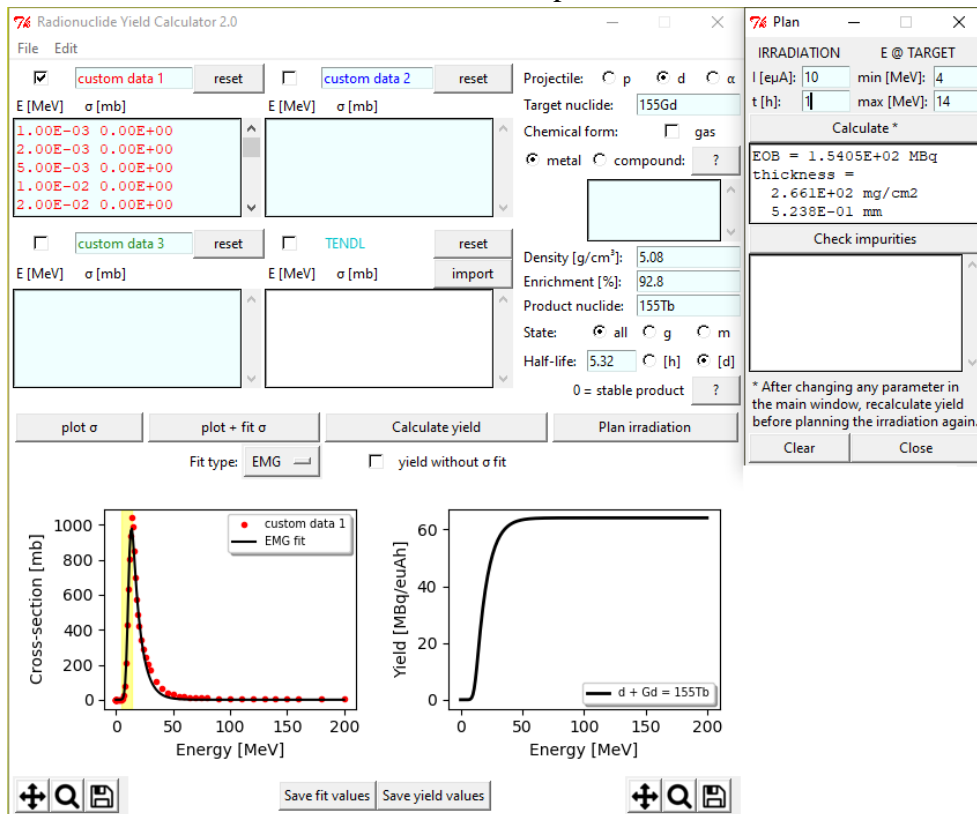 Radionuclide Yield Calculator 2.0
File Edit
custom data 1 reset custom data 2 reset
E [MeV] σ [mb] E [MeV] σ [mb]
1.00E-03 0.00E+00
2.00E-03 0.00E+00
5.00E-03 0.00E+00
1.00E-02 0.00E+00
2.00E-02 0.00E+00
custom data 3 reset TENDL reset
E [MeV] σ [mb] E [MeV] σ [mb] import
Projectile: p d α
Target nuclide: 155Gd
Chemical form: gas
metal compound: ?
Density [g/cm³]: 5.08
Enrichment [%]: 92.8
Product nuclide: 155Tb
State: all g m
Half-life: 5.32 [h] [d]
0 = stable product ?
plot σ plot + fit σ Calculate yield Plan irradiation
Fit type: EMG yield without σ fit
Cross-section [mb]
1000
800
600
400
200
0
custom data 1
EMG fit
0 50 100 150 200
Energy [MeV]
Yield [MBq/euAh]
60
40
20
0
d + Gd = 155Tb
0 50 100 150 200
Energy [MeV]
Save fit values Save yield values
Plan
IRRADIATION E @ TARGET
I [eµA]: 10 min [MeV]: 4
t [h]: 1 max [MeV]: 14
Calculate *
EOB = 1.5405E+02 MBq
thickness =
2.661E+02 mg/cm2
5.238E-01 mm
Check impurities
* After changing any parameter in
the main window, recalculate yield
before planning the irradiation again.
Clear Close